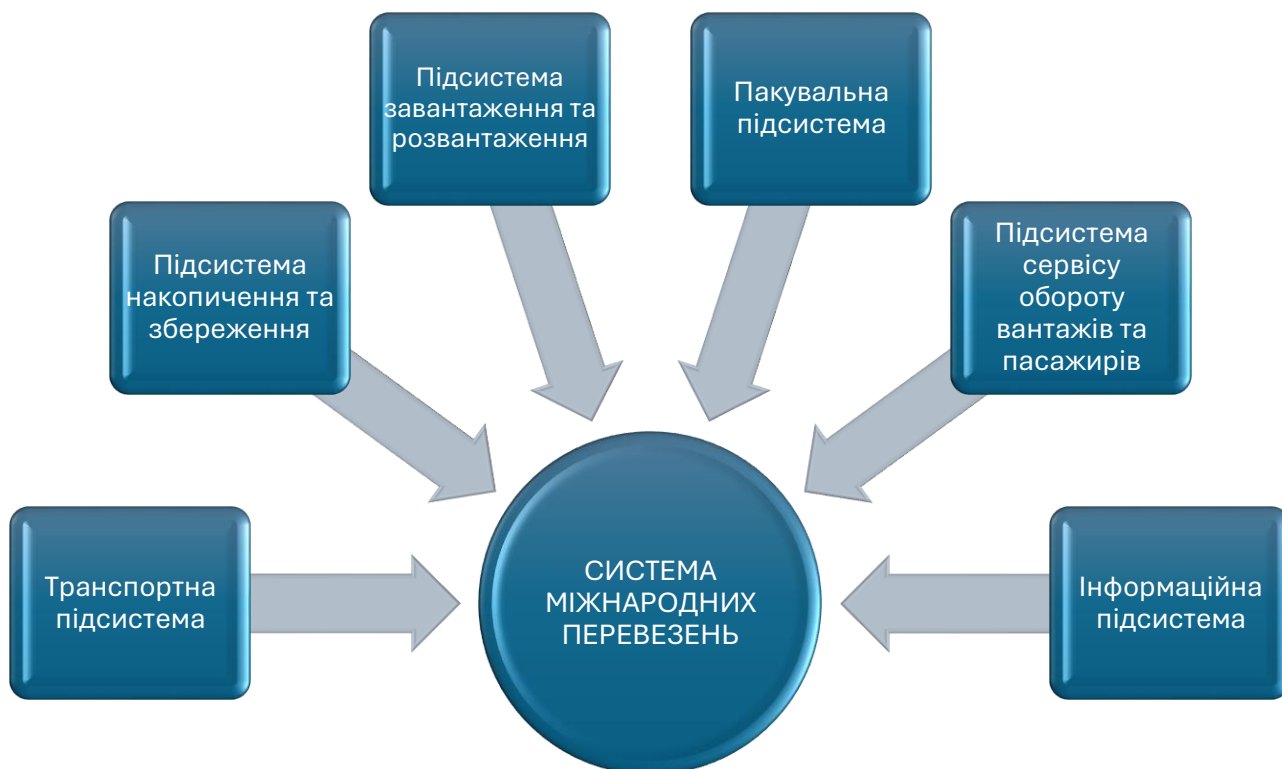 Підсистема
завантаження та
розвантаження
Пакувальна
підсистема
Підсистема
накопичення та
збереження
Підсистема
сервісу
обороту
вантажів та
пасажирів
Транспортна
підсистема
СИСТЕМА
МІЖНАРОДНИХ
ПЕРЕВЕЗЕНЬ
Інформаційна
підсистема